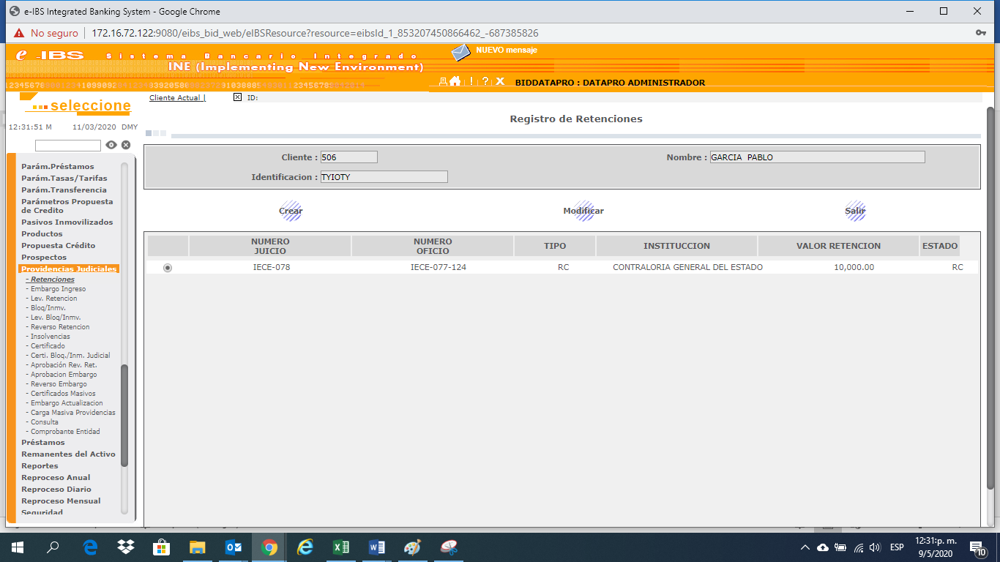 e-IBS Integrated Banking System - Google Chrome
No seguro | 172.16.72.122:9080/eibs_bid_web/eIBSResource?resource=eibsId_1_853207450866462_-687385826
e-IBS Sistema Bancario Integrado
NUEVO mensaje
INE (Implementing New Environment)
! ? X BIDDATAPRO : DATAPRO ADMINISTRADOR
seleccione
Cliente Actual | ID:
12:31:51 M 11/03/2020 DMY
Registro de Retenciones
Cliente : 506
Nombre : GARCIA PABLO
Identificacion : TYIOTY
Crear Modificar Salir
NUMERO JUICIO NUMERO OFICIO TIPO INSTITUCCION VALOR RETENCION ESTADO
IECE-078 IECE-077-124 RC CONTRALORIA GENERAL DEL ESTADO 10,000.00 RC
Parám.Préstamos
Parám.Tasas/Tarifas
Parám.Transferencia
Parámetros Propuesta
de Credito
Pasivos Inmovilizados
Productos
Propuesta Crédito
Prospectos
Providencias Judiciales
- Retenciones
- Embargo Ingreso
- Lev. Retencion
- Bloq/Inmv.
- Lev. Bloq/Inmv.
- Reverso Retencion
- Insolvencias
- Certificado
- Certi. Bloq./Inm. Judicial
- Aprobación Rev. Ret.
- Aprobacion Embargo
- Reverso Embargo
- Certificados Masivos
- Embargo Actualizacion
- Carga Masiva Providencias
- Consulta
- Comprobante Entidad
Préstamos
Remanentes del Activo
Reportes
Reproceso Anual
Reproceso Diario
Reproceso Mensual
Seguridad
ESP
12:31:p. m.
9/5/2020
10